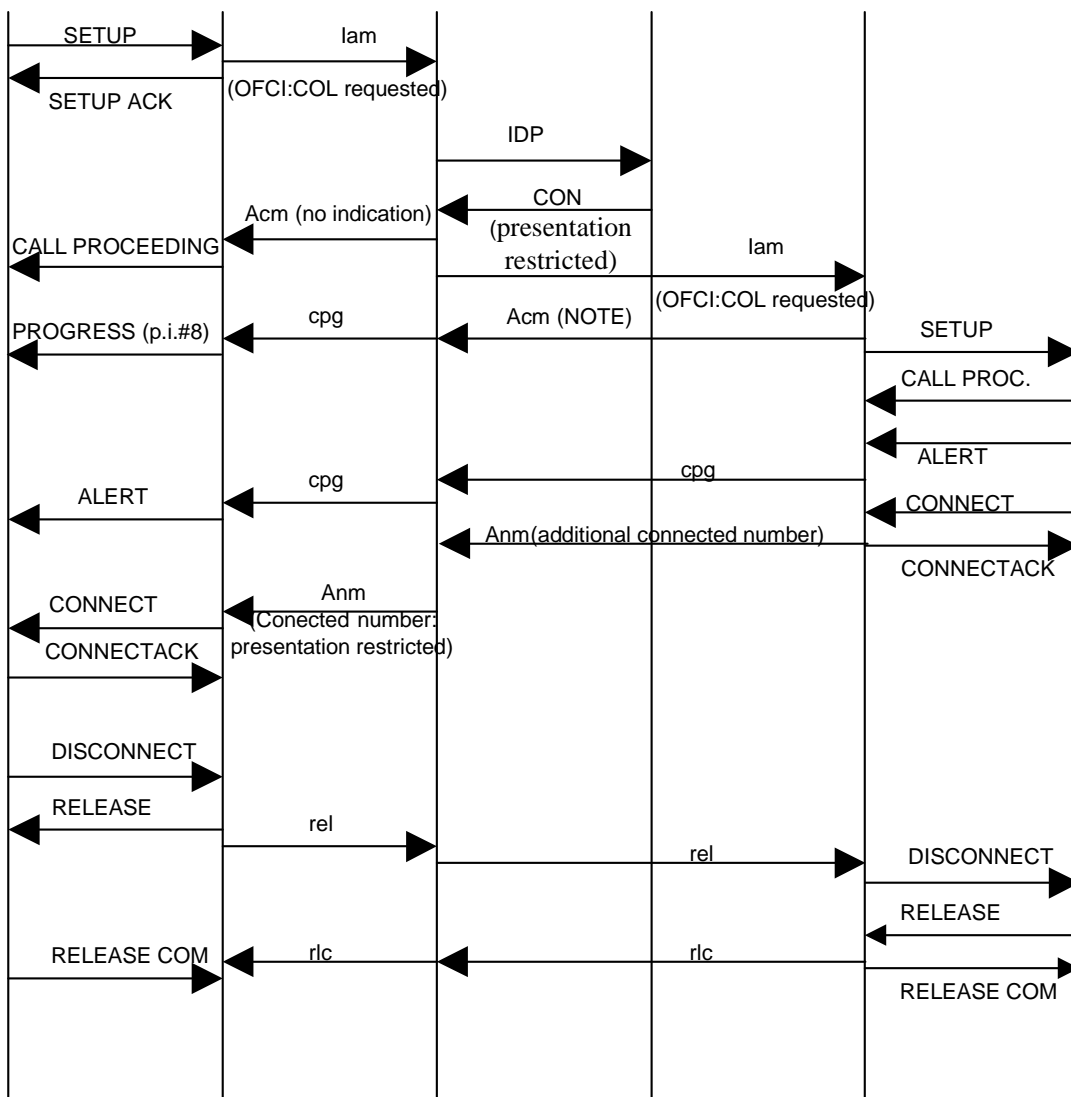 SETUP
Iam
SETUP ACK
(OFCI:COL requested)
IDP
CON
Acm (no indication)
(presentation
restricted)
CALL PROCEEDING
Iam
(OFCI:COL requested)
cpg
Acm (NOTE)
PROGRESS (p.i.#8)
SETUP
CALL PROC.
ALERT
cpg
cpg
ALERT
CONNECT
Anm(additional connected number)
CONNECTACK
Anm
CONNECT
(Conected number:
presentation restricted)
CONNECTACK
DISCONNECT
RELEASE
rel
rel
DISCONNECT
RELEASE
RELEASE COM
rlc
rlc
RELEASE COM